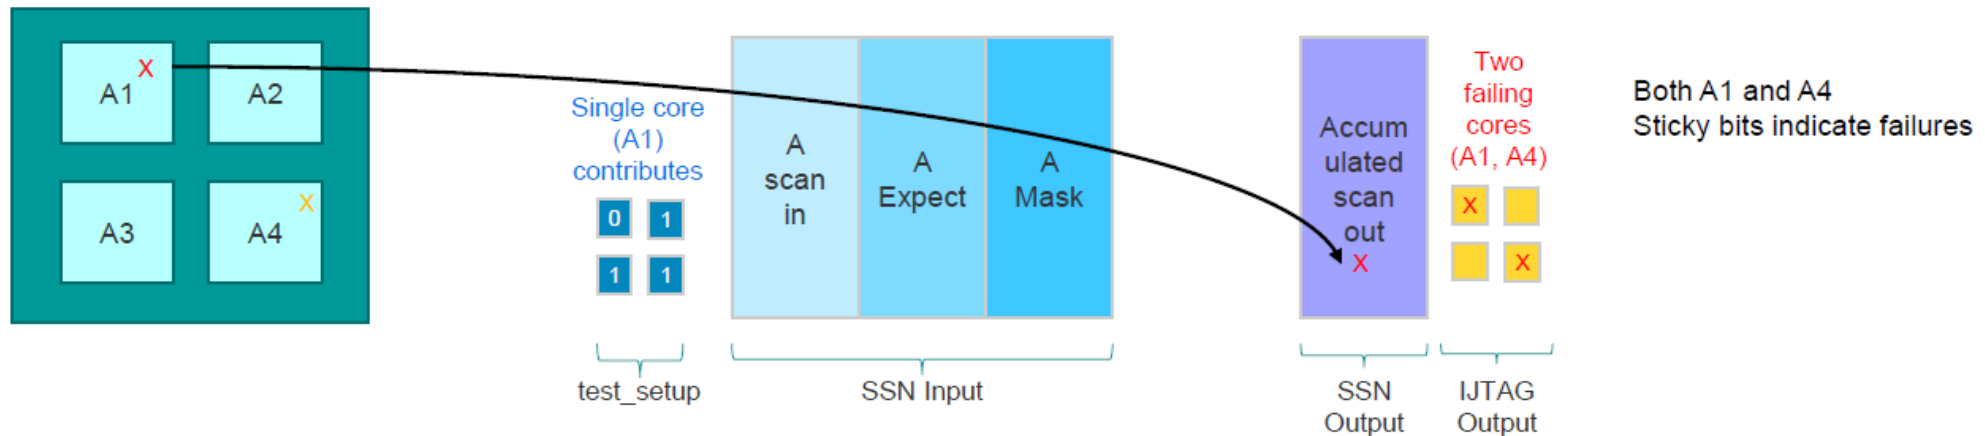 A1
X
A2
A3
A4
X
Single core
(A1)
contributes
0
1
1
1
test_setup
A
scan
in
A
Expect
A
Mask
SSN Input
Accum
ulated
scan
out
X
SSN
Output
Two
failing
cores
(A1, A4)
X
X
IJTAG
Output
Both A1 and A4
Sticky bits indicate failures